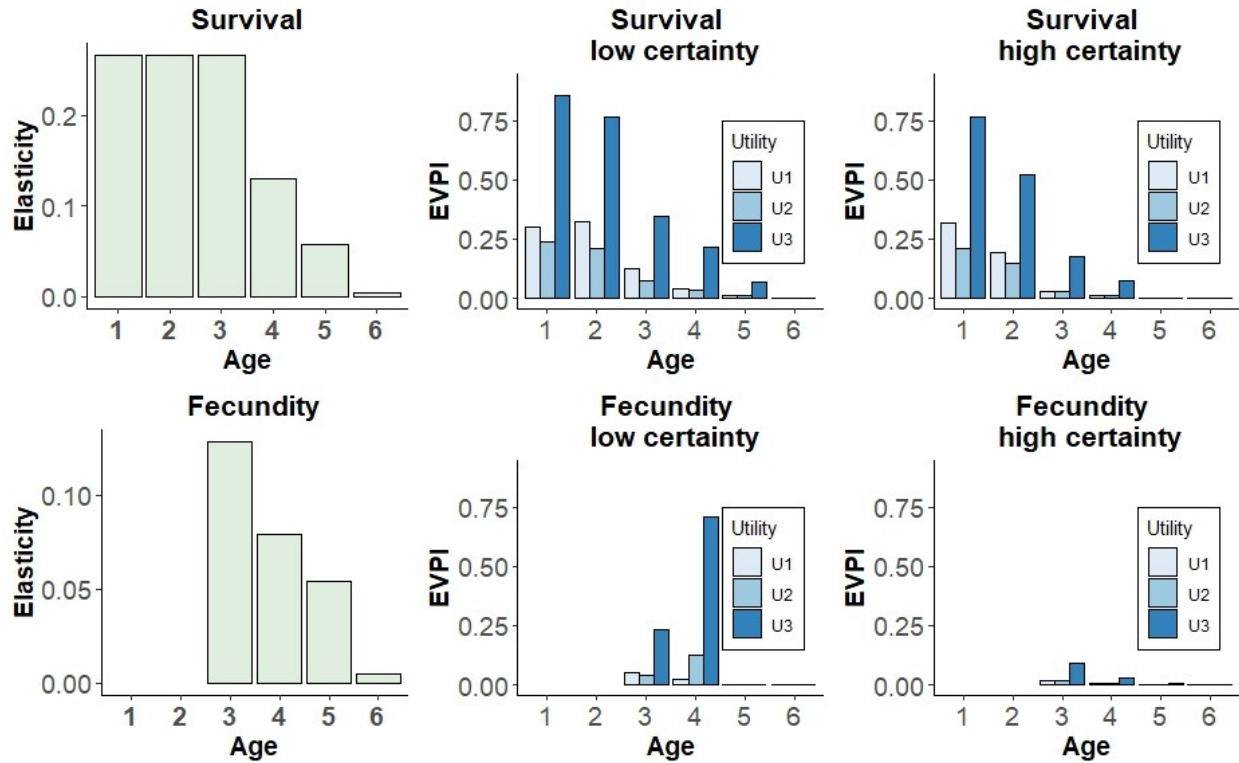 Survival
Elasticity
0.2
0.1
0.0
1 2 3 4 5 6
Age
Survival
low certainty
EVPI
0.75
0.50
0.25
0.00
Utility
U1
U2
U3
1 2 3 4 5 6
Age
Survival
high certainty
EVPI
0.75
0.50
0.25
0.00
Utility
U1
U2
U3
1 2 3 4 5 6
Age
Fecundity
Elasticity
0.10
0.05
0.00
1 2 3 4 5 6
Age
Fecundity
low certainty
EVPI
0.75
0.50
0.25
0.00
Utility
U1
U2
U3
1 2 3 4 5 6
Age
Fecundity
high certainty
EVPI
0.75
0.50
0.25
0.00
Utility
U1
U2
U3
1 2 3 4 5 6
Age